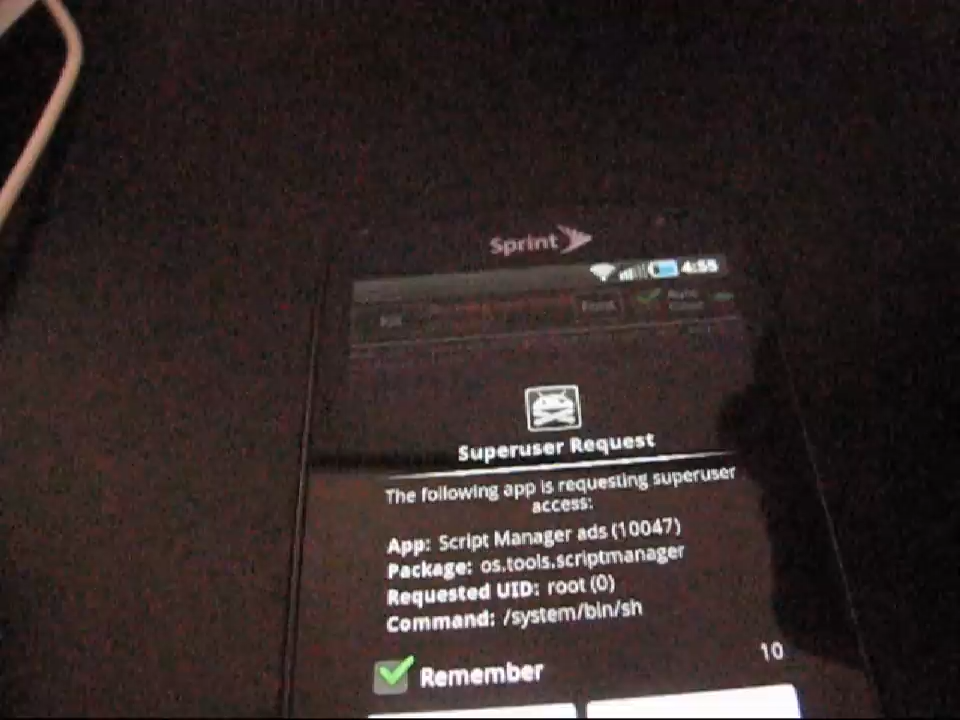 Sprint
4:55
Superuser Request
The following app is requesting superuser
access:
App: Script Manager ads (10047)
Package: os.tools.scriptmanager
Requested UID: root (0)
Command: /system/bin/sh
Remember
10